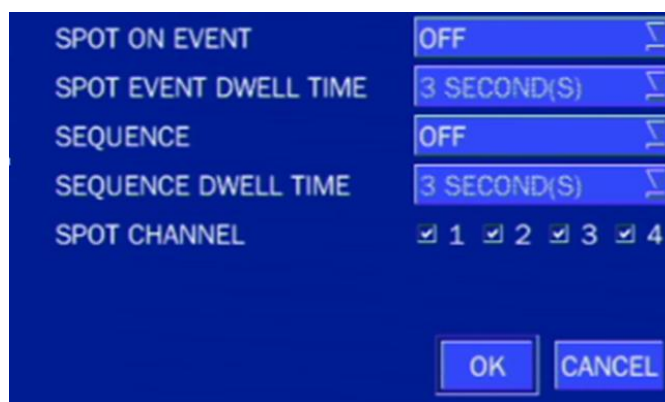 SPOT ON EVENT OFF
SPOT EVENT DWELL TIME 3 SECOND(S)
SEQUENCE OFF
SEQUENCE DWELL TIME 3 SECOND(S)
SPOT CHANNEL 1 2 3 4
OK CANCEL